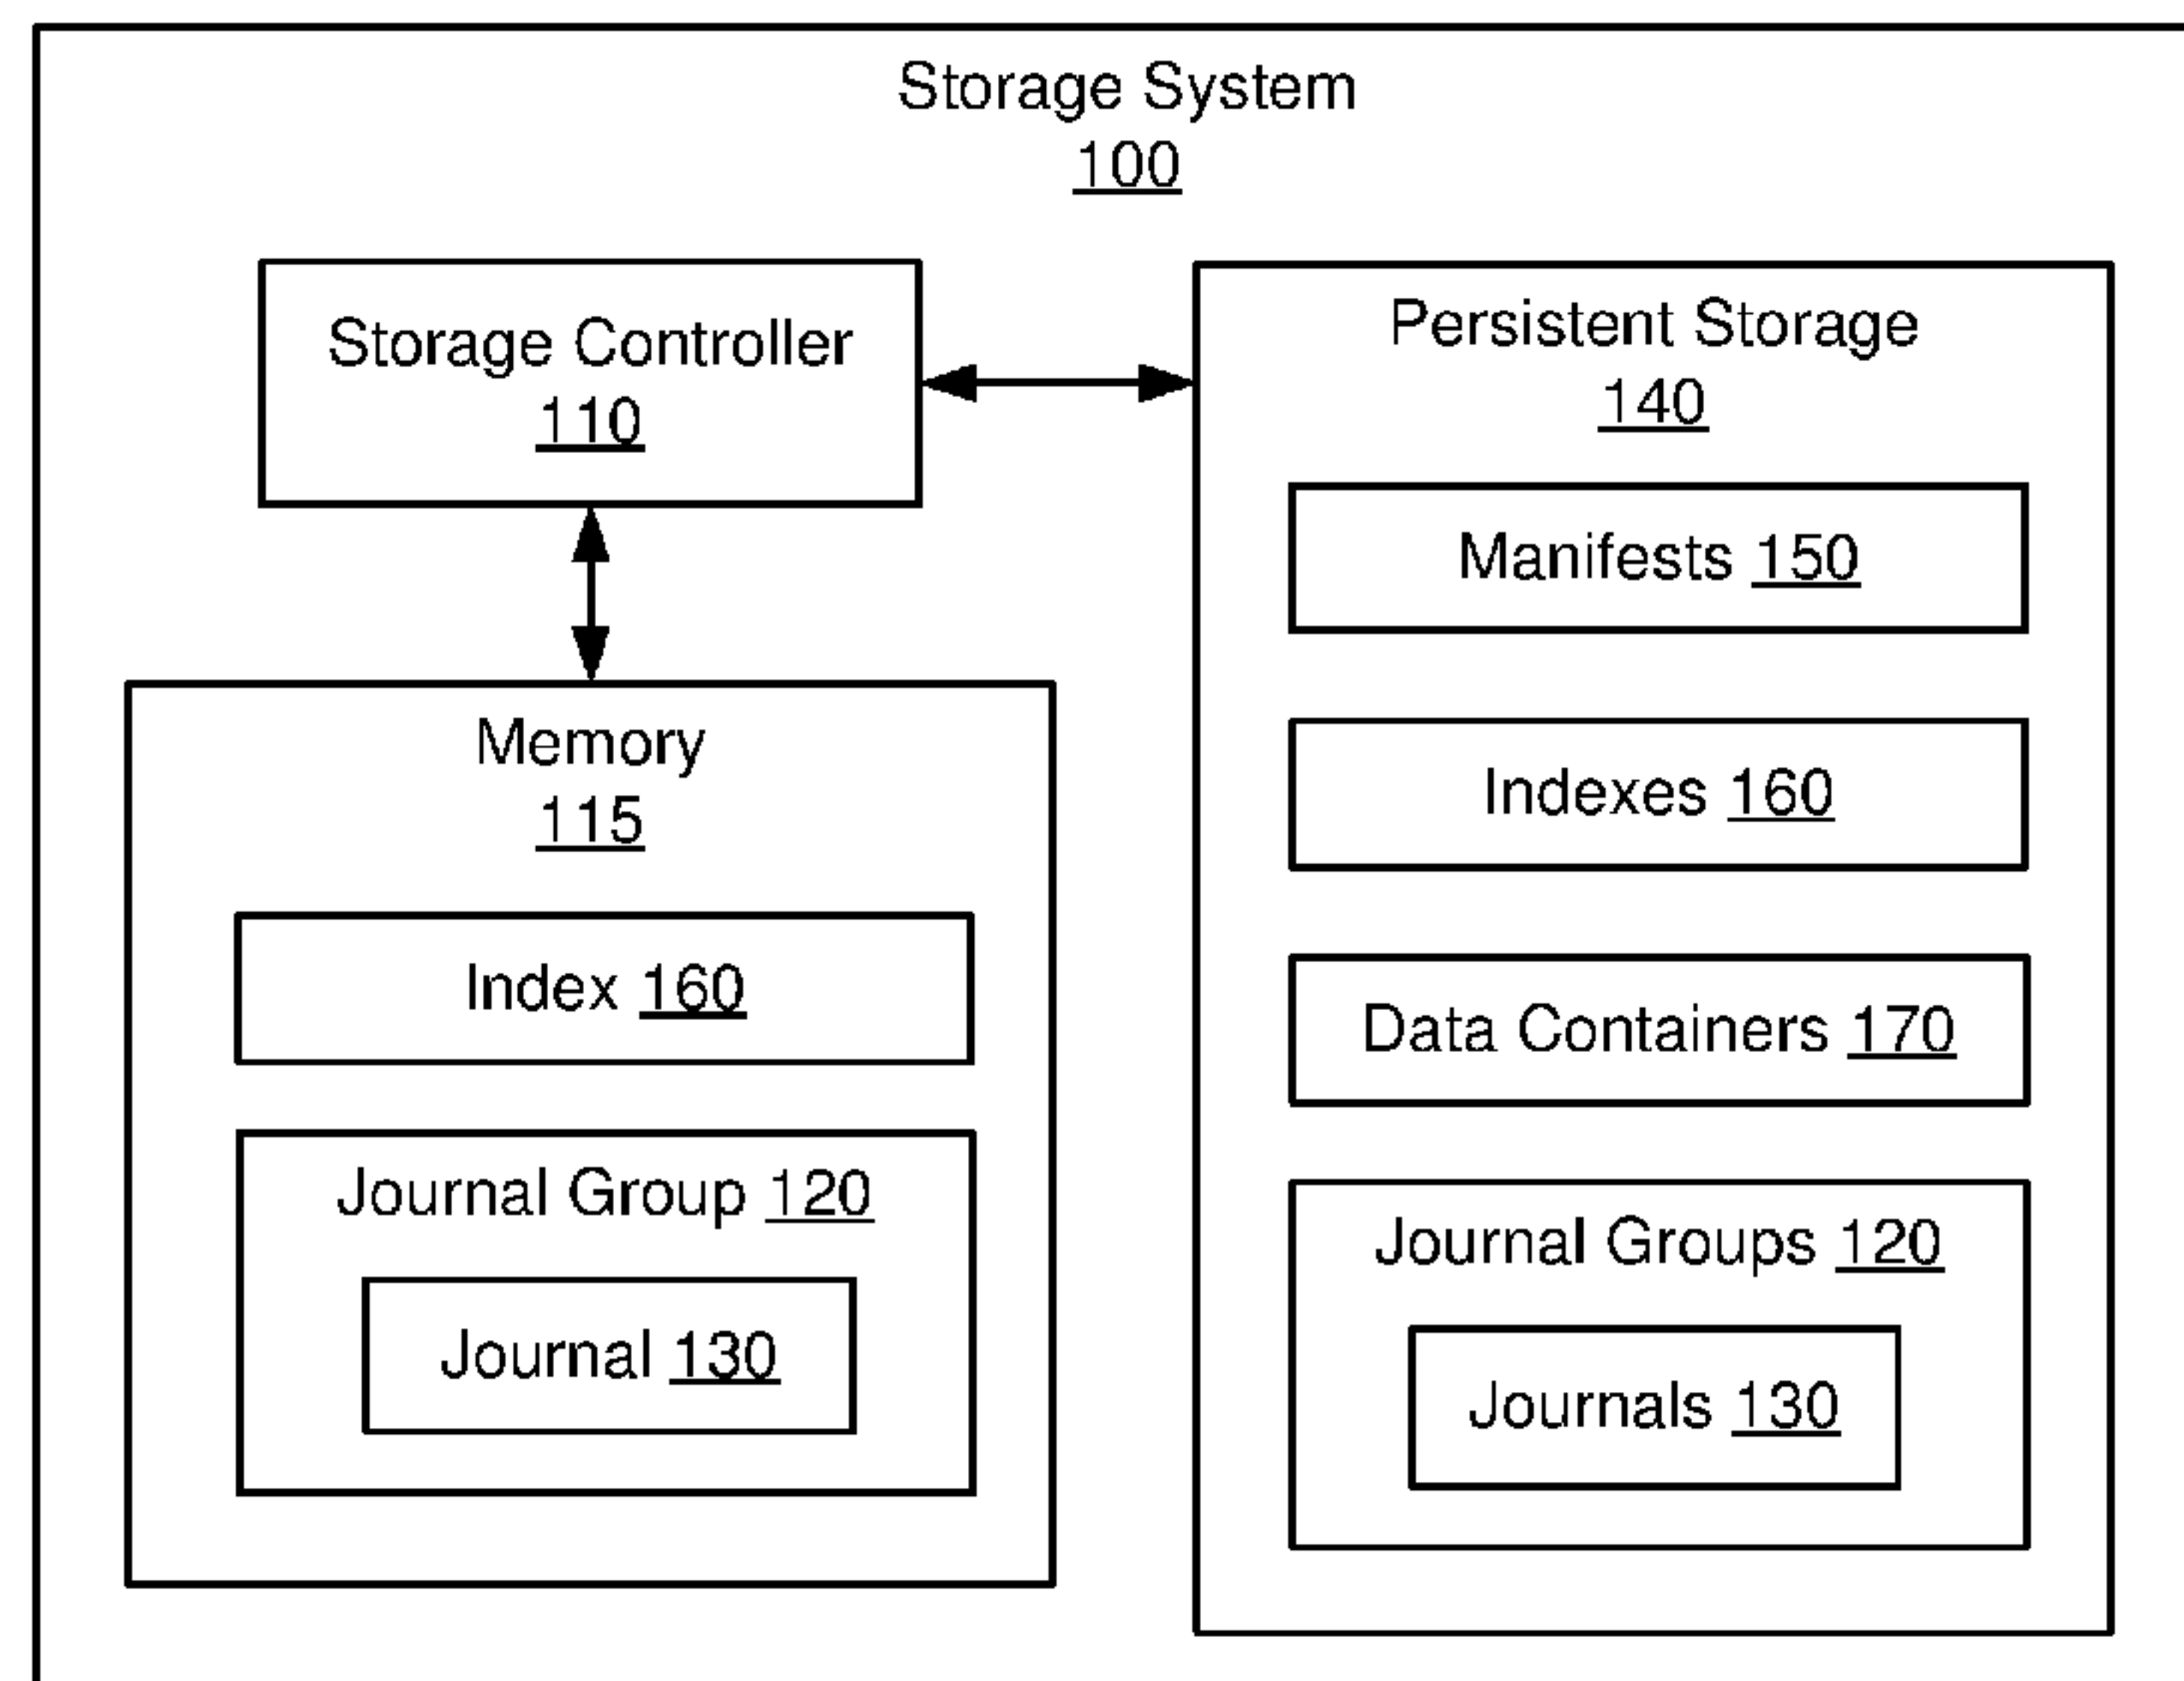 Storage System
100
Storage Controller
110
Memory
115
Index 160
Journal Group 120
Journal 130
Persistent Storage
140
Manifests 150
Indexes 160
Data Containers 170
Journal Groups 120
Journals 130